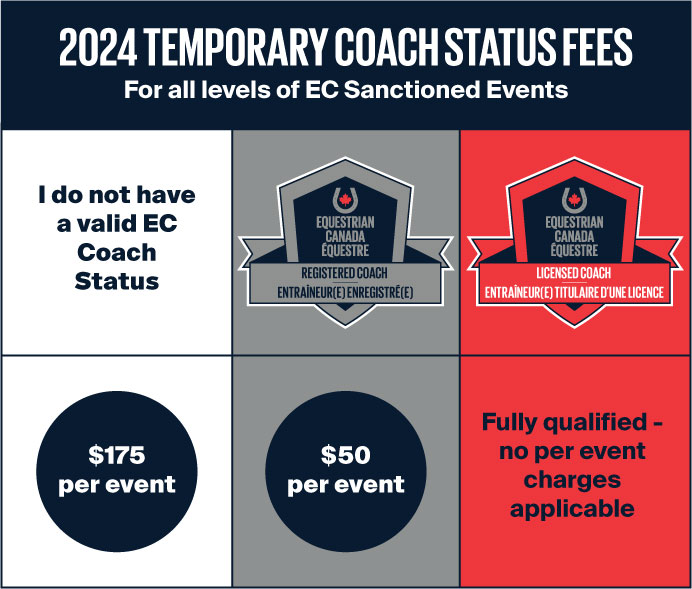 2024 TEMPORARY COACH STATUS FEES
For all levels of EC Sanctioned Events
I do not have
a valid EC
Coach
Status
EQUESTRIAN
CANADA
ÉQUESTRE
REGISTERED COACH
ENTRAÎNEUR(E) ENREGISTRÉ(E)
EQUESTRIAN
CANADA
ÉQUESTRE
LICENSED COACH
ENTRAÎNEUR(E) TITULAIRE D'UNE LICENCE
$175
per event
$50
per event
Fully qualified -
no per event
charges
applicable